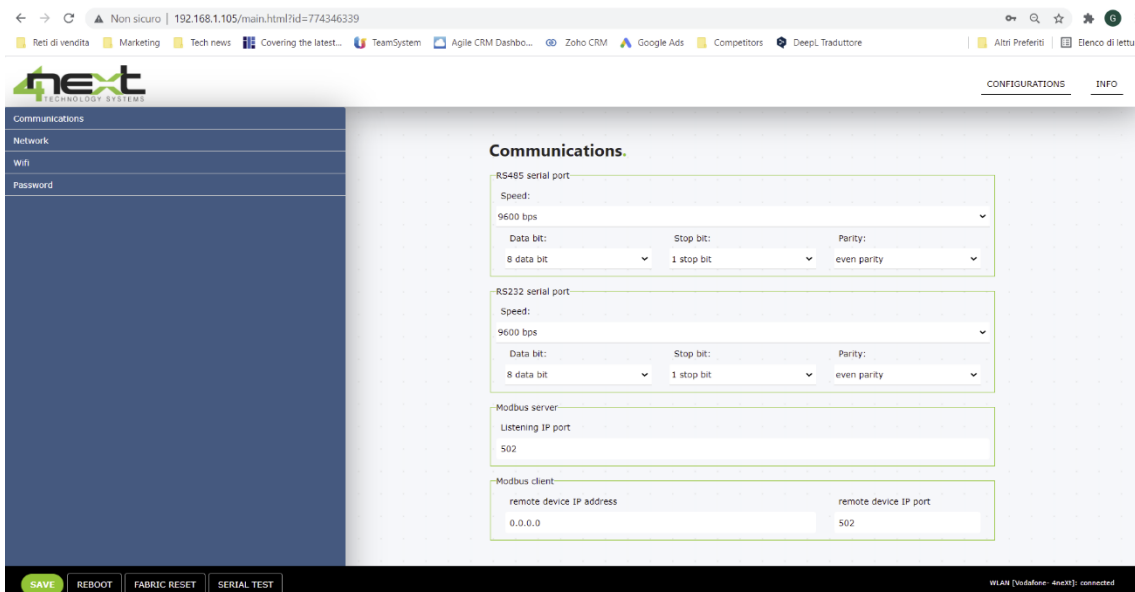 Non sicuro | 192.168.1.105/main.html?id=774346339
G
Reti di vendita Marketing Tech news Covering the latest... TeamSystem Agile CRM Dashbo... Zoho CRM Google Ads Competitors DeepL Traduttore Altri Preferiti Elenco di lettu
4next
TECHNOLOGY SYSTEMS
CONFIGURATIONS INFO
Communications
Network
Wifi
Password
Communications.
RS485 serial port
Speed:
9600 bps
Data bit: Stop bit: Parity:
8 data bit 1 stop bit even parity
RS232 serial port
Speed:
9600 bps
Data bit: Stop bit: Parity:
8 data bit 1 stop bit even parity
Modbus server
Listening IP port
502
Modbus client
remote device IP address remote device IP port
0.0.0.0 502
SAVE REBOOT FABRIC RESET SERIAL TEST WLAN [Vodafone- 4neXt]: connected